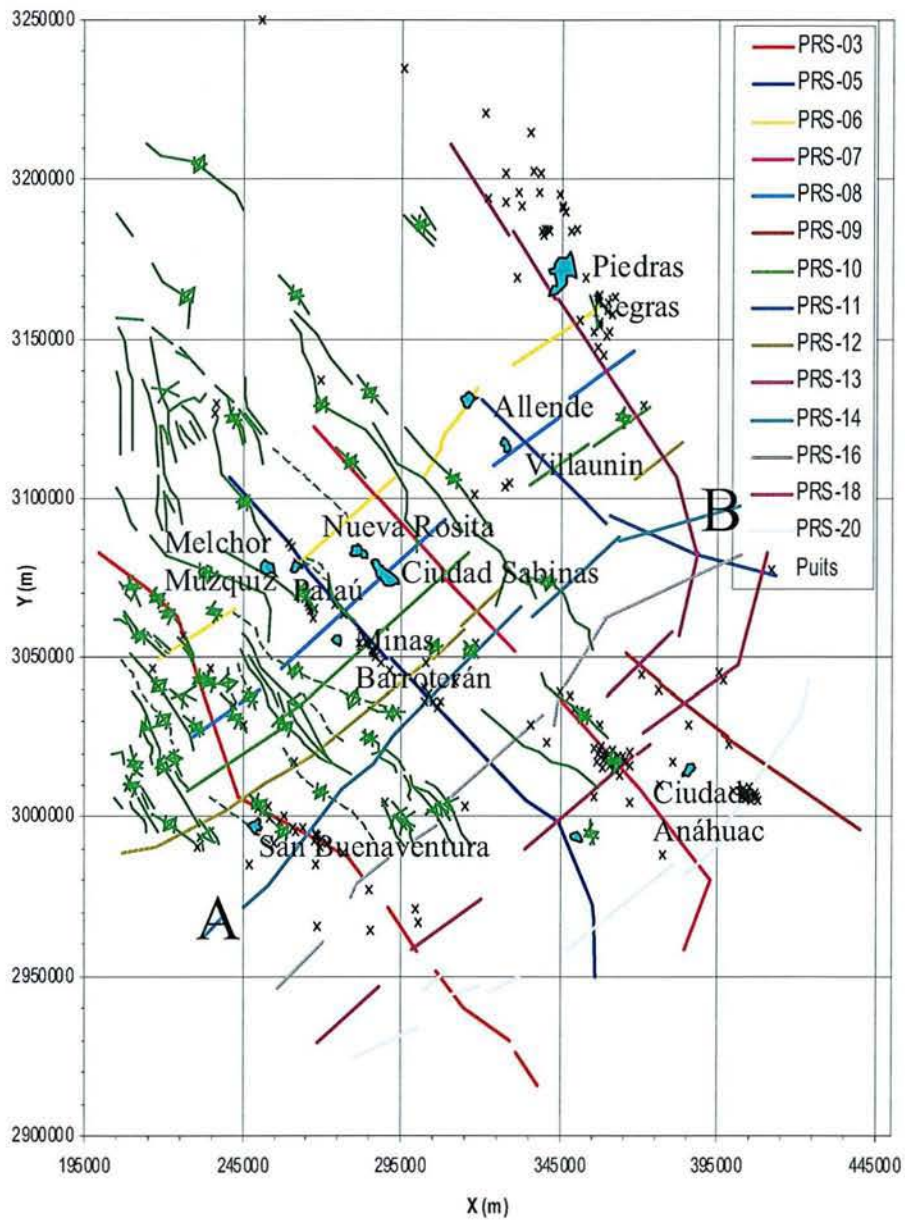 3250000
3200000
3150000
3100000
3050000
3000000
2950000
2900000
Y (m)
195000
245000
295000
345000
395000
445000
X (m)
PRS-03
PRS-05
PRS-06
PRS-07
PRS-08
PRS-09
PRS-10
PRS-11
PRS-12
PRS-13
PRS-14
PRS-16
PRS-18
PRS-20
x Puits
Piedras
Negras
Allende
Villaunin
B
Nueva Rosita
Melchor
Múzquiz
Palaú
Ciudad Sabinas
Minas
Barroterán
Ciudad
Anáhuac
San Buenaventura
A